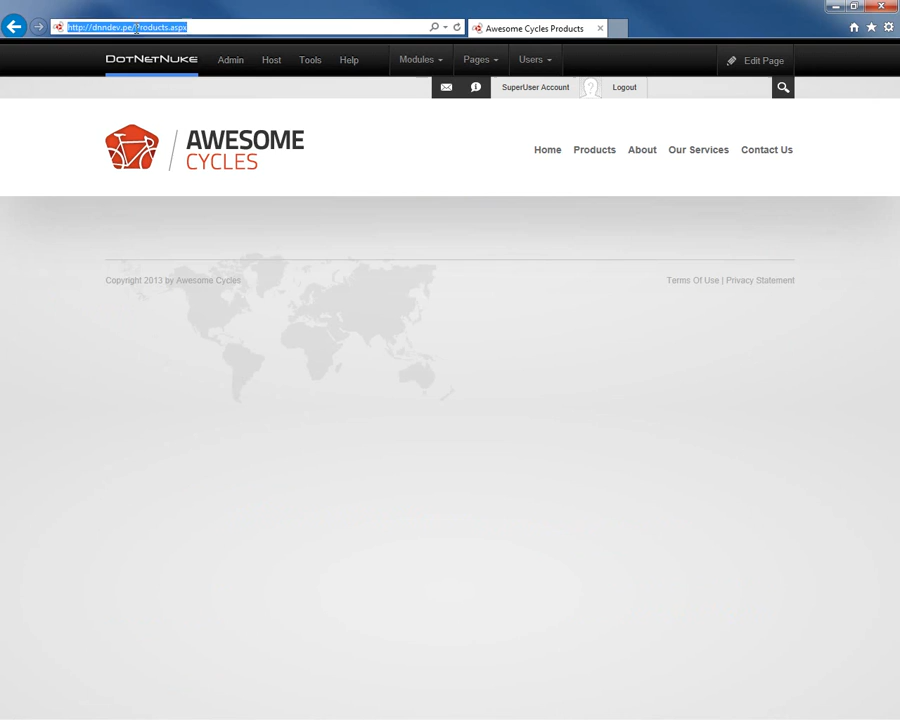 http://dnndev.pe/Products.aspx
Awesome Cycles Products
DOTNETNUKE Admin Host Tools Help Modules Pages Users Edit Page
SuperUser Account Logout
AWESOME
CYCLES
Home Products About Our Services Contact Us
Copyright 2013 by Awesome Cycles Terms Of Use | Privacy Statement